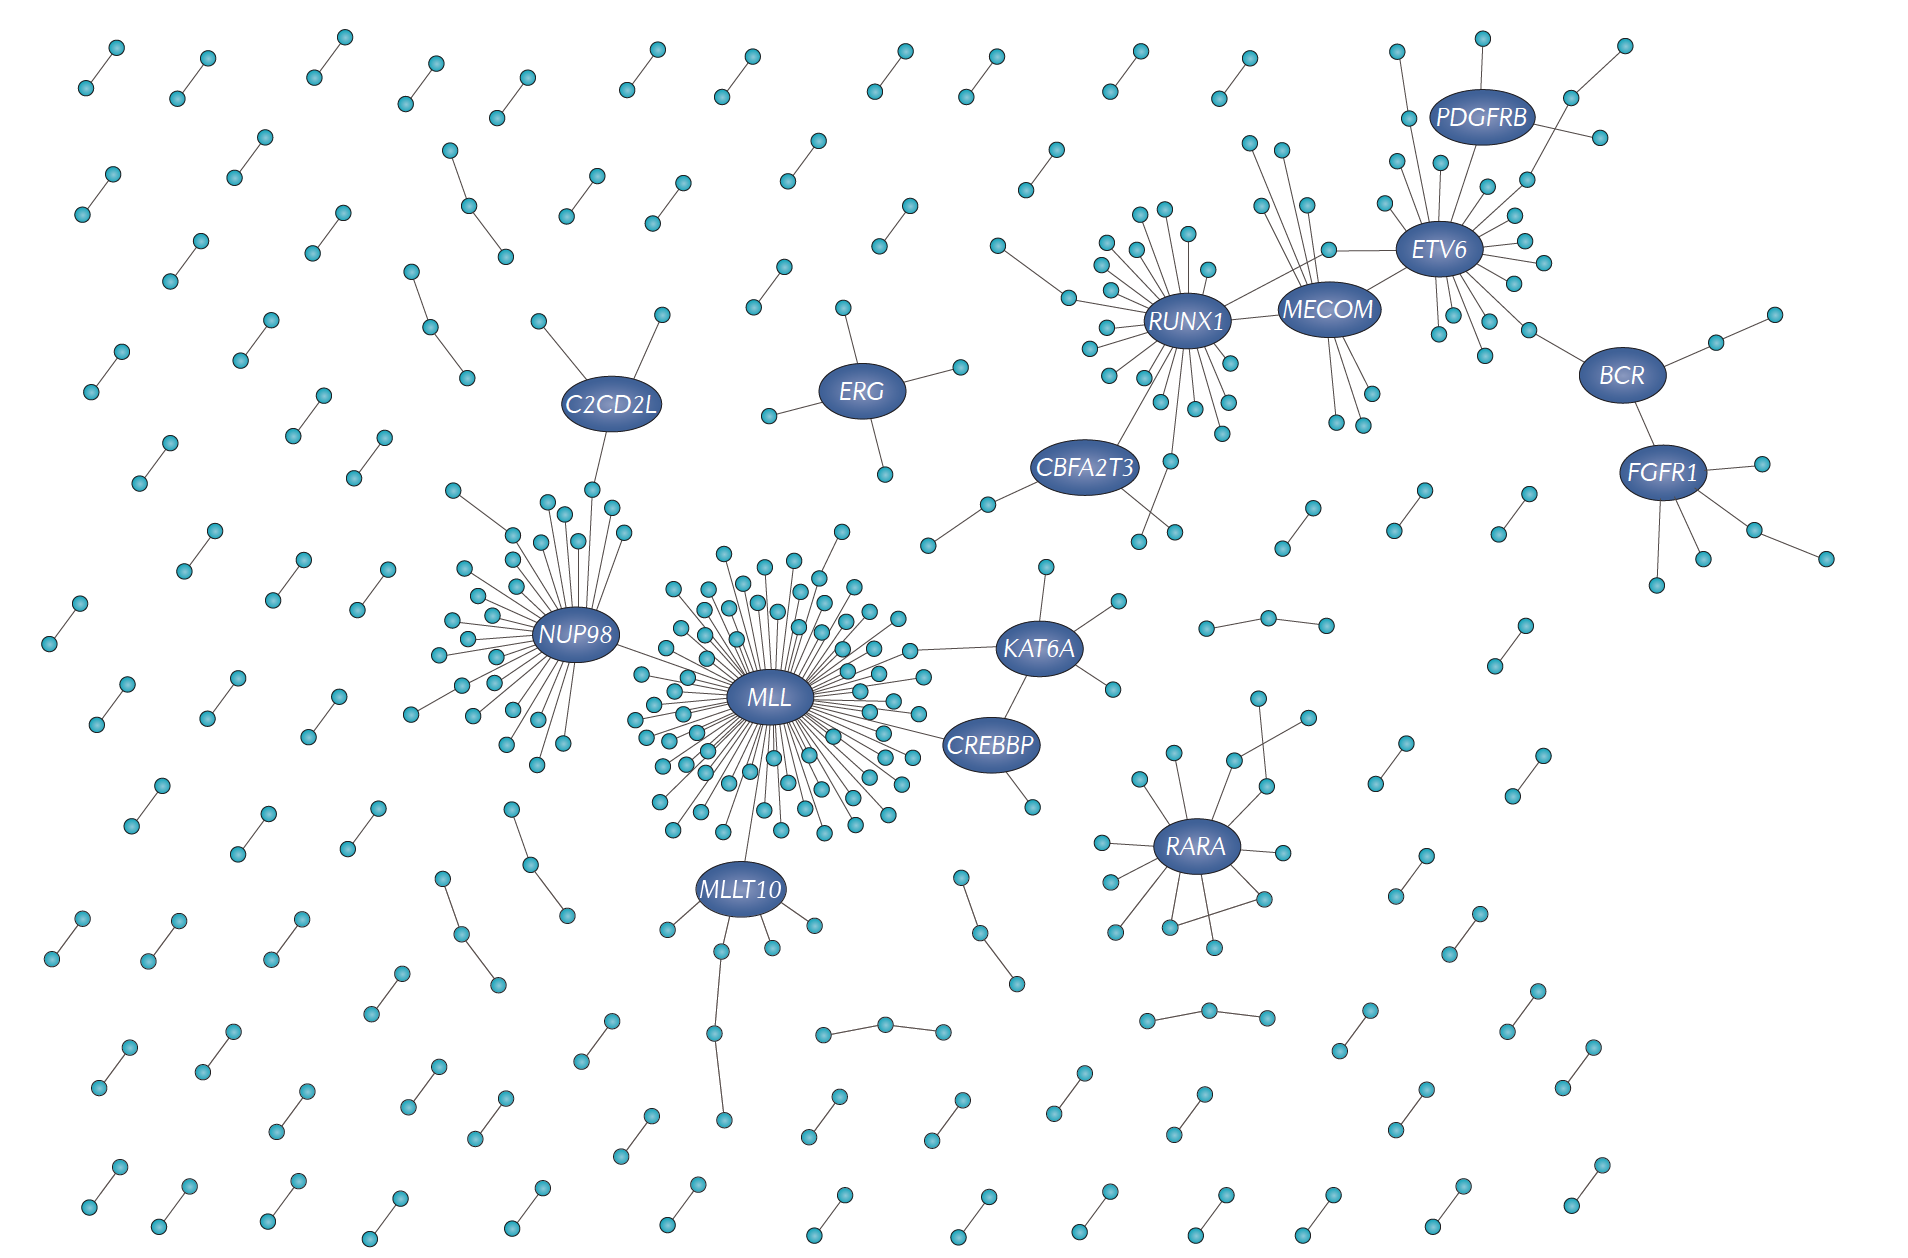 PDGFRB
ETV6
MECOM
RUNX1
BCR
ERG
C2CD2L
CBFA2T3
FGFR1
NUP98
KAT6A
MLL
CREBBP
RARA
MLLT10